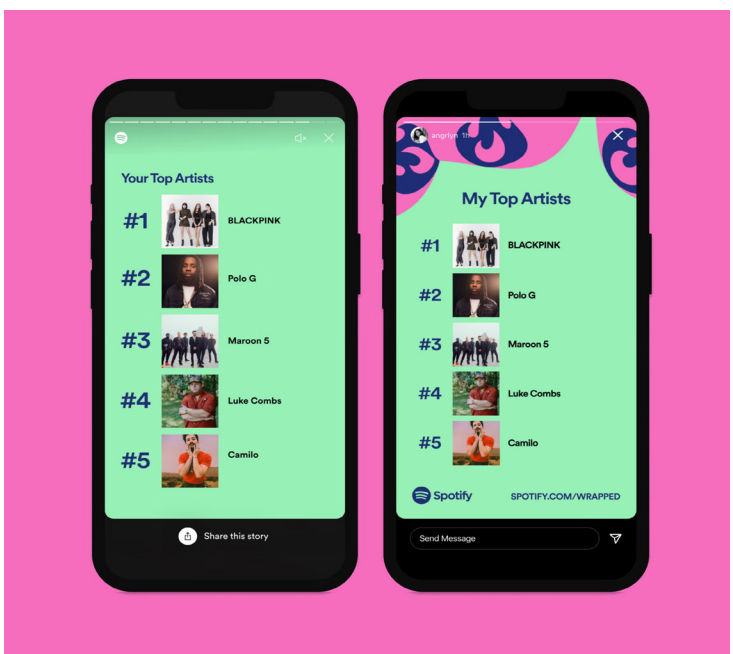 Your Top Artists
#1 BLACKPINK
#2 Polo G
#3 Maroon 5
#4 Luke Combs
#5 Camilo
Share this story
angrlyn 1h
My Top Artists
#1 BLACKPINK
#2 Polo G
#3 Maroon 5
#4 Luke Combs
#5 Camilo
Spotify SPOTIFY.COM/WRAPPED
Send Message